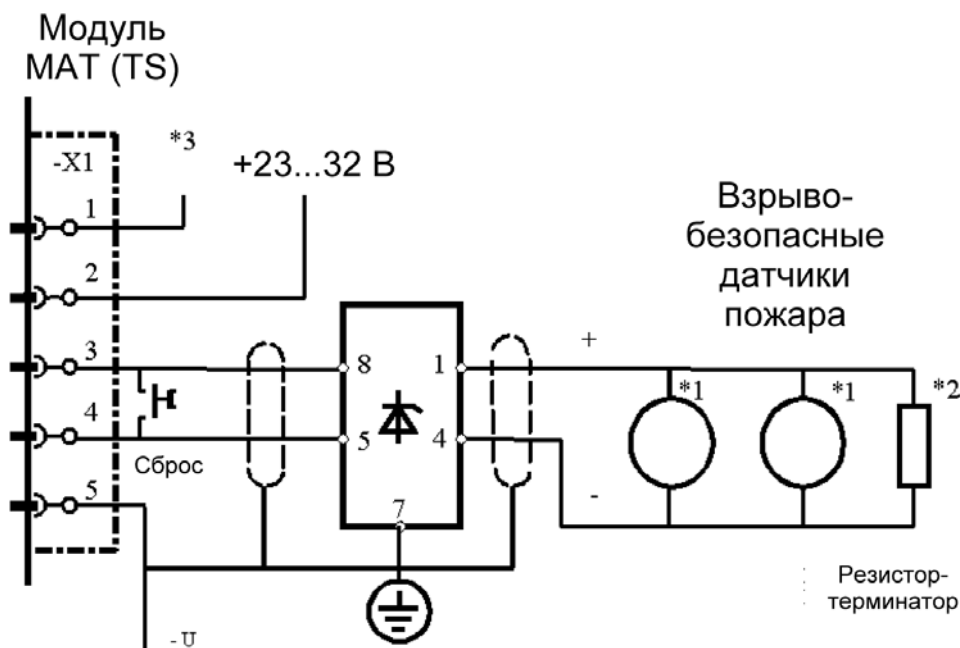 Модуль
МАТ (TS)
-X1
*3
+23...32 В
1
2
3
4
5
Сброс
8
1
5
4
7
+
-
Взрыво-
безопасные
датчики
пожара
*1
*1
*2
Резистор-
терминатор
- U